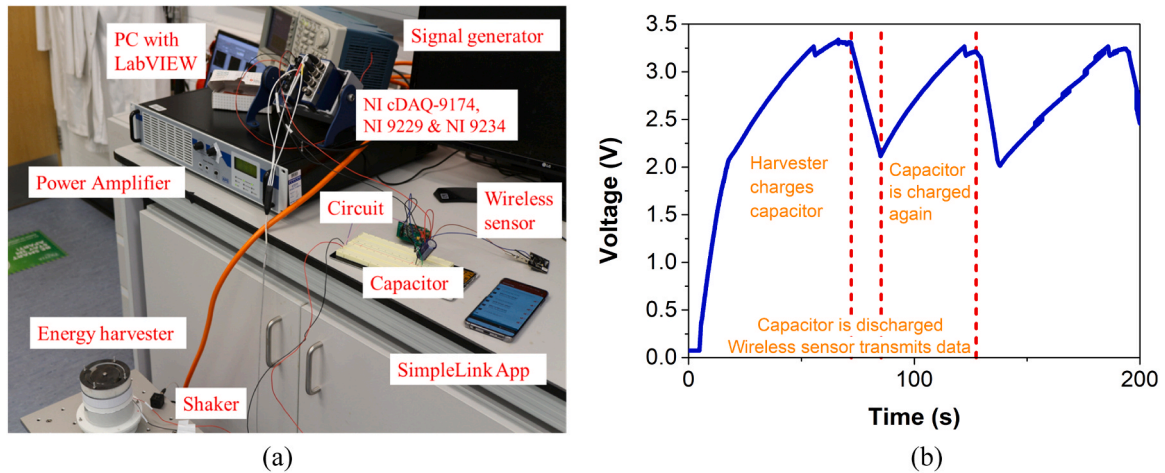 PC with
LabVIEW
Signal generator
NI cDAQ-9174,
NI 9229 & NI 9234
Power Amplifier
Circuit
Wireless
sensor
Capacitor
Energy harvester
SimpleLink App
Shaker
(a)
(b)
Voltage (V)
3.5
3.0
2.5
2.0
1.5
1.0
0.5
0.0
Harvester
charges
capacitor
Capacitor
is charged
again
Capacitor is discharged
Wireless sensor transmits data
0
100
200
Time (s)